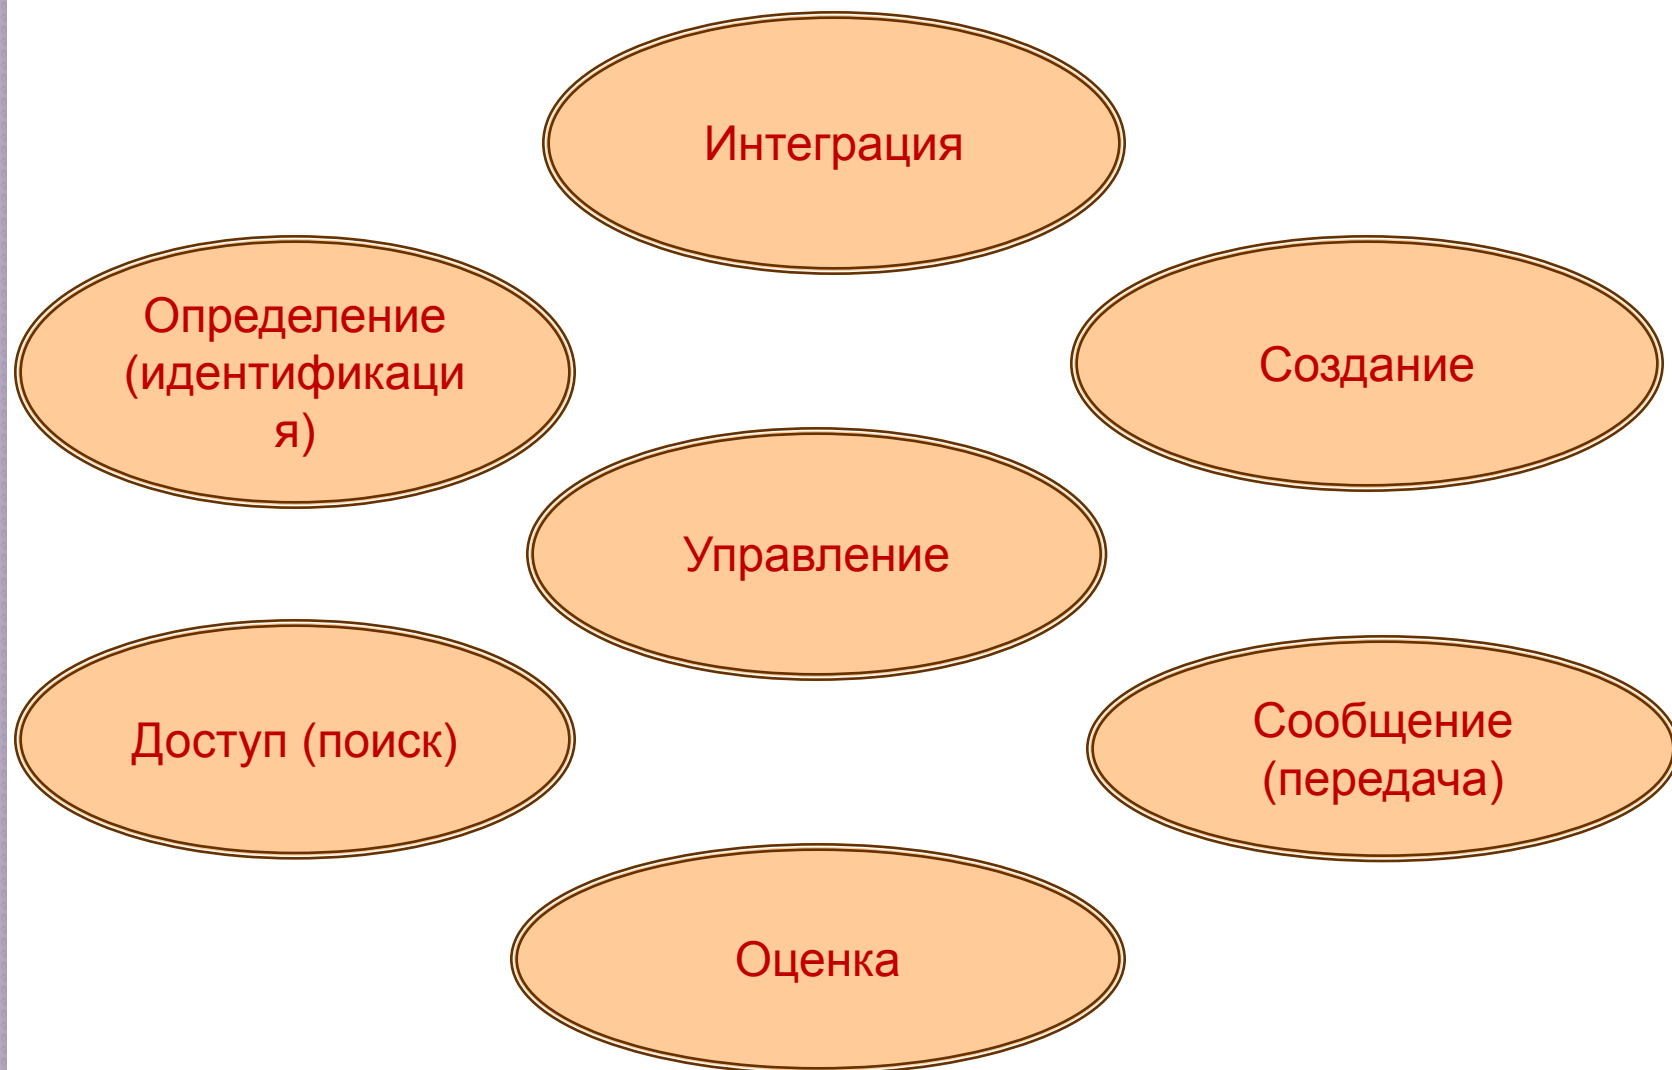 Интеграция
Определение
(идентификаци
я)
Создание
Управление
Доступ (поиск)
Сообщение
(передача)
Оценка